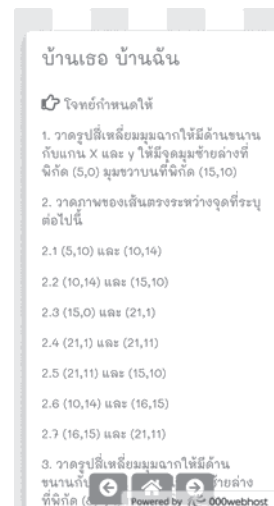 บ้านเธอ บ้านฉัน
โจทย์กำหนดให้
1. วาดรูปสี่เหลี่ยมมุมฉากให้มีด้านขนาน
กับแกน X และ y ให้มีจุดมุมซ้ายล่างที่
พิกัด (5,0) มุมขวาบนที่พิกัด (15,10)
2. วาดภาพของเส้นตรงระหว่างจุดที่ระบุ
ต่อไปนี้
2.1 (5,10) และ (10,14)
2.2 (10,14) และ (15,10)
2.3 (15,0) และ (21,1)
2.4 (21,1) และ (21,11)
2.5 (21,11) และ (15,10)
2.6 (10,14) และ (16,15)
2.7 (16,15) และ (21,11)
3. วาดรูปสี่เหลี่ยมมุมฉากให้มีด้าน
ซ้ายล่าง
ที่พิกัด
Powered by 000webhost